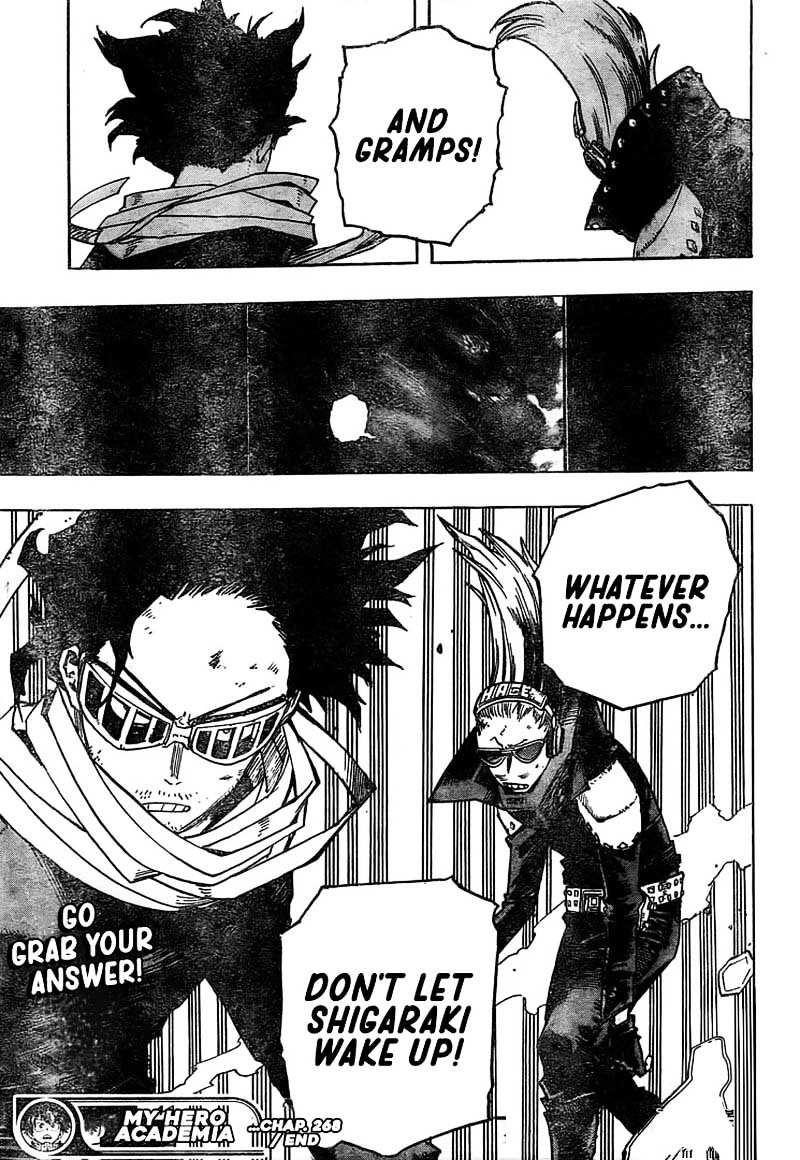 AND
GRAMPS!
WHATEVER
HAPPENS...
HAGE
GO
GRAB YOUR
ANSWER!
DON'T LET
SHIGARAKI
WAKE UP!
MY HERO
ACADEMIA
...CHAP. 268
/ END